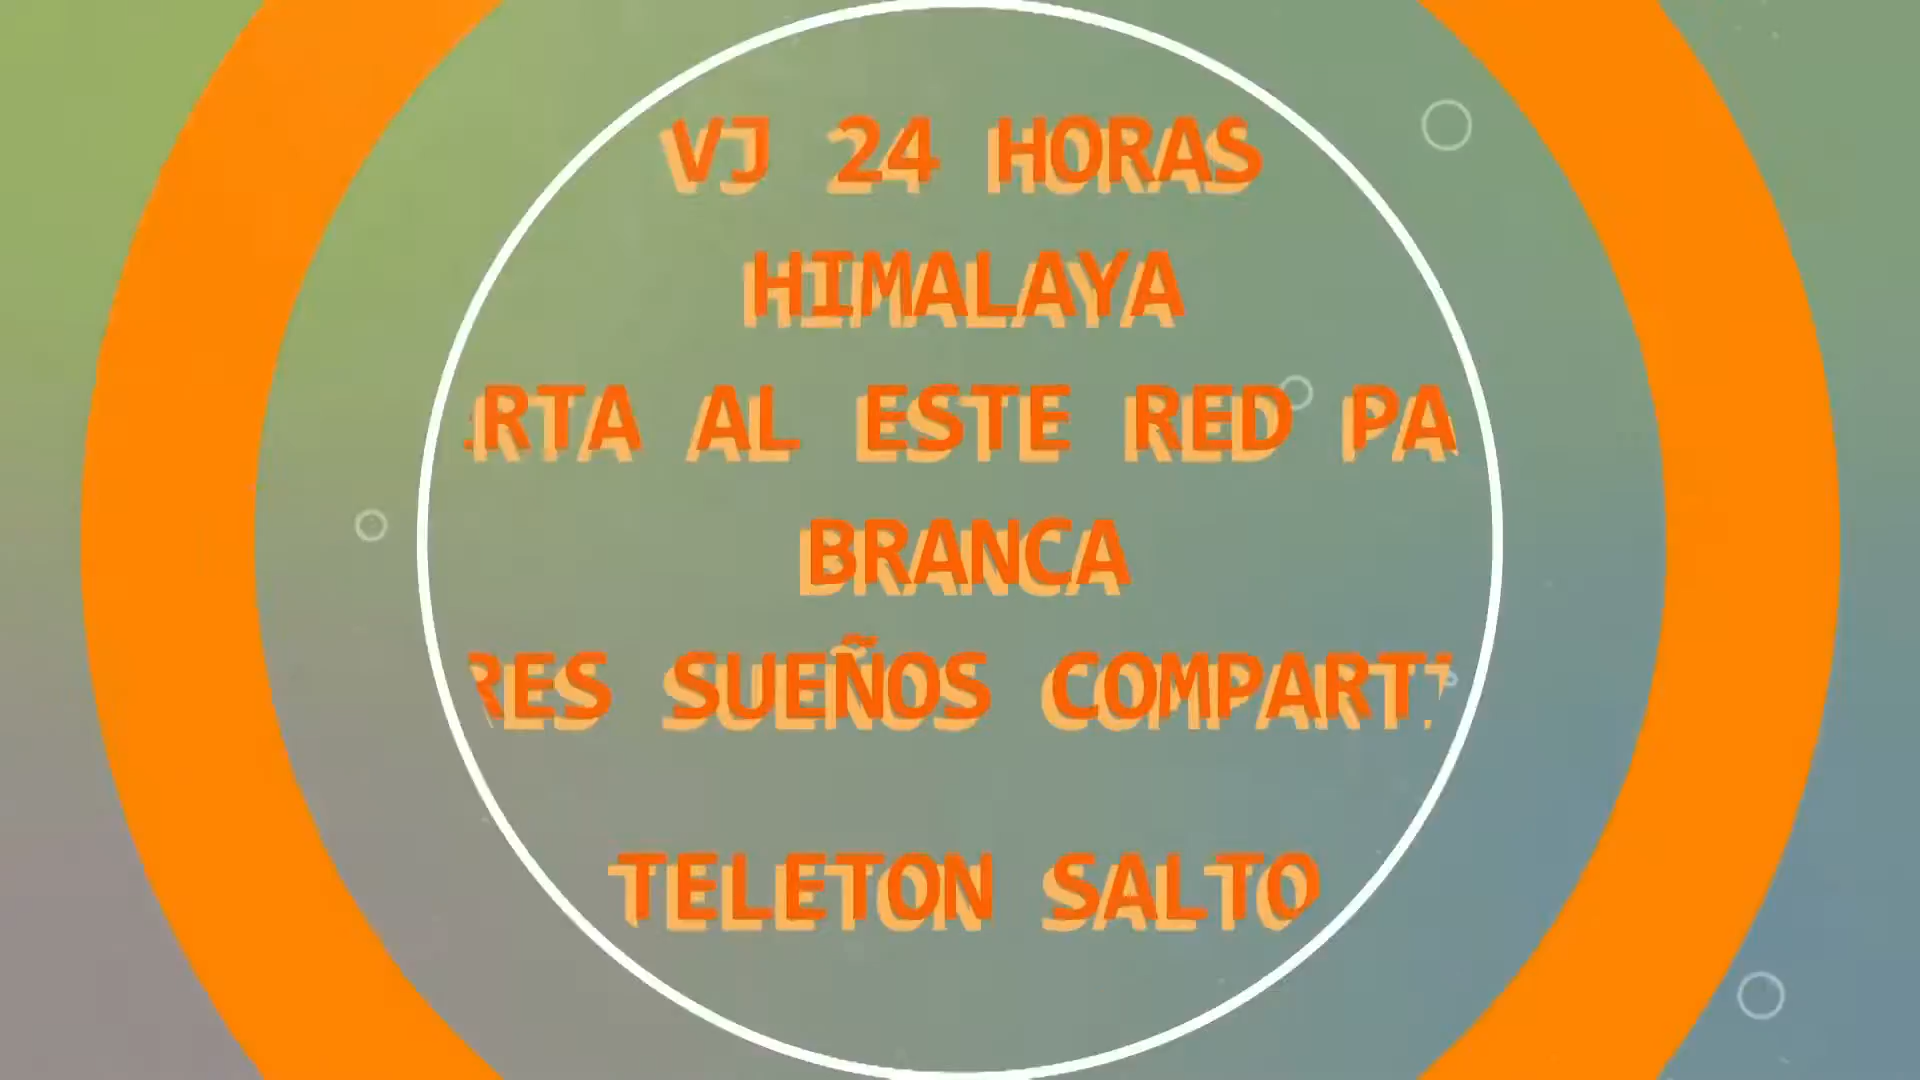 VJ 24 HORAS
HIMALAYA
RTA AL ESTE RED PA
BRANCA
RES SUEÑOS COMPART
TELETON SALTO